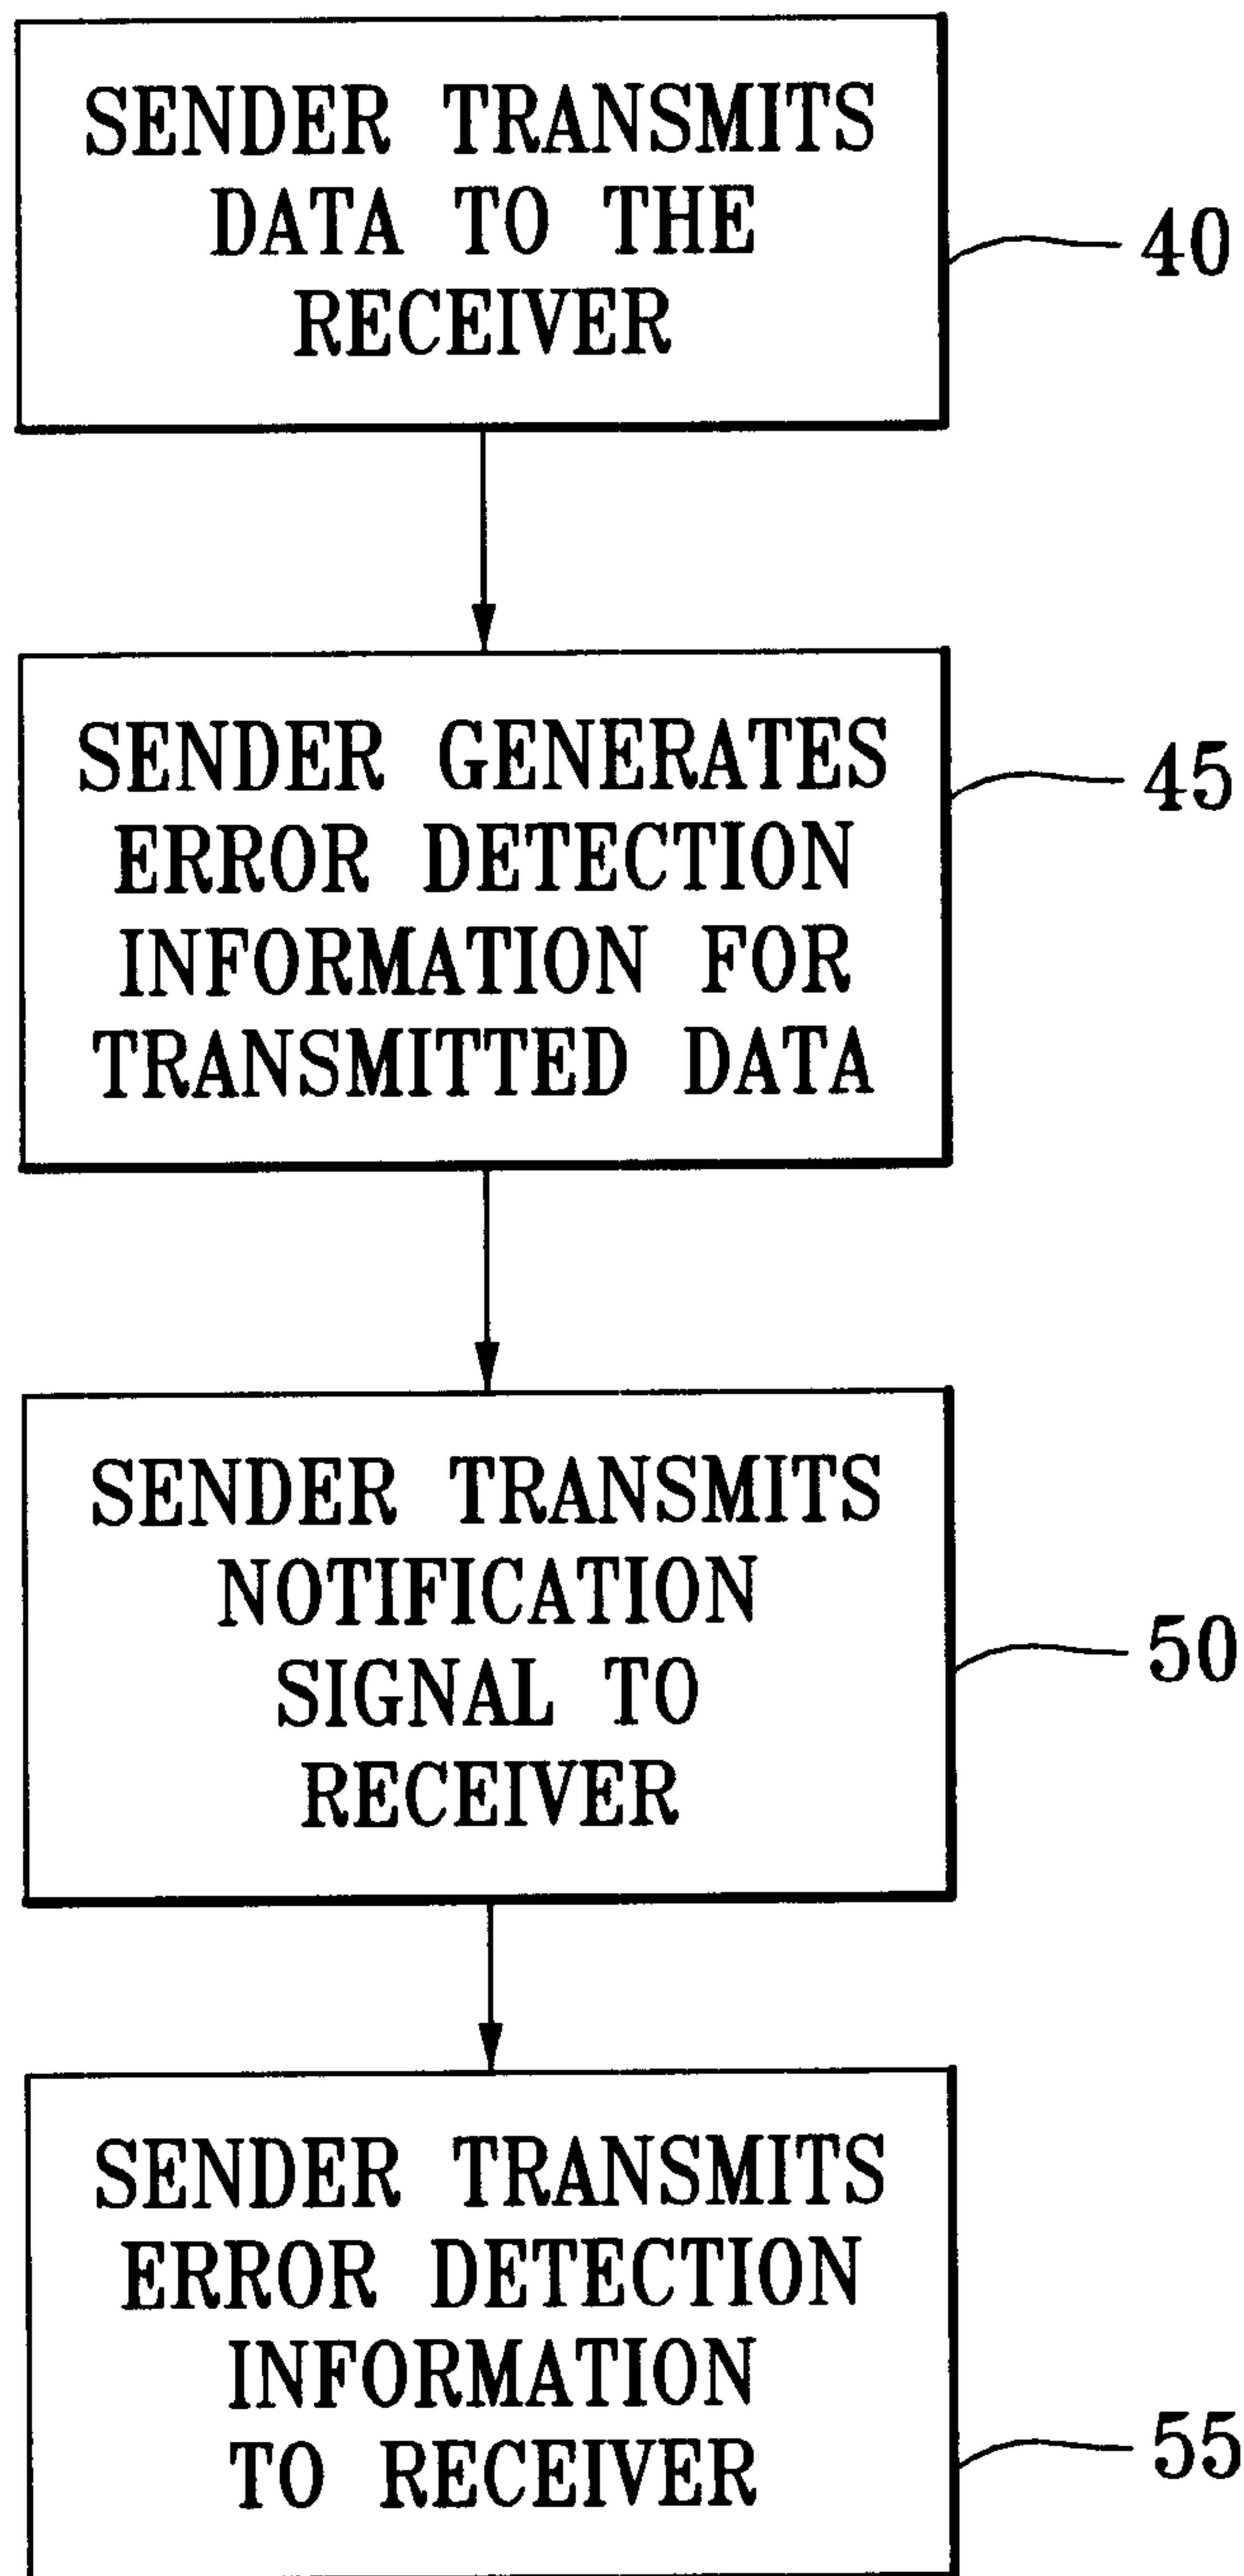 SENDER TRANSMITS
DATA TO THE
RECEIVER
40
SENDER GENERATES
ERROR DETECTION
INFORMATION FOR
TRANSMITTED DATA
45
SENDER TRANSMITS
NOTIFICATION
SIGNAL TO
RECEIVER
50
SENDER TRANSMITS
ERROR DETECTION
INFORMATION
TO RECEIVER
55